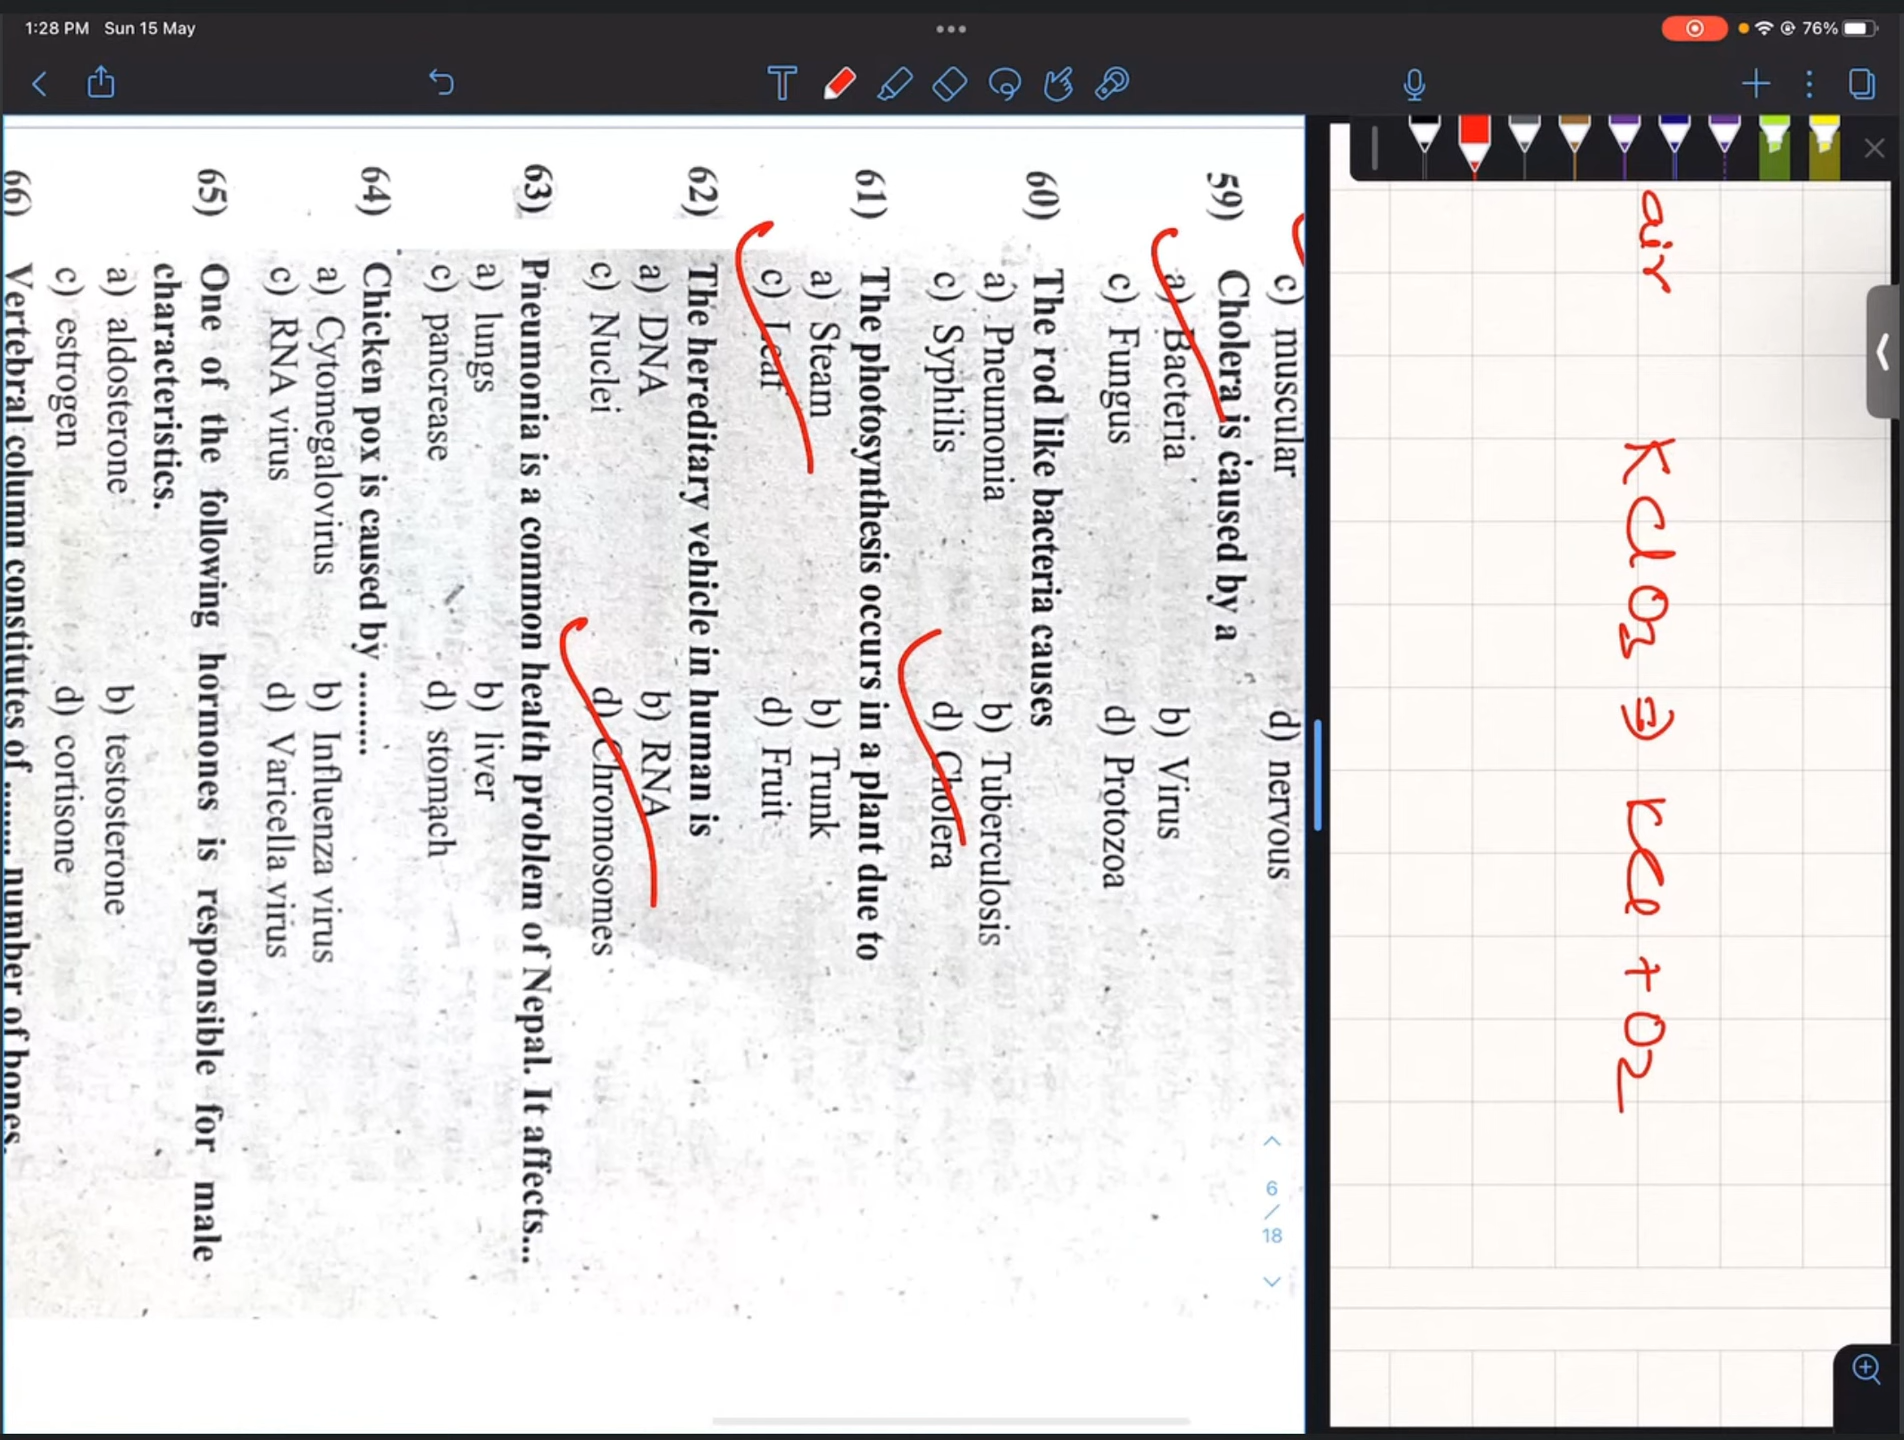 1:28 PM Sun 15 May
76%
c) muscular d) nervous
59) Cholera is caused by a
a) Bacteria b) Virus
c) Fungus d) Protozoa
60) The rod like bacteria causes
a) Pneumonia b) Tuberculosis
c) Syphilis d) Cholera
61) The photosynthesis occurs in a plant due to
a) Steam b) Trunk
c) Leaf d) Fruit
62) The hereditary vehicle in human is
a) DNA b) RNA
c) Nuclei d) Chromosomes
63) Pneumonia is a common health problem of Nepal. It affects...
a) lungs b) liver
c) pancrease d) stomach
64) Chicken pox is caused by .........
a) Cytomegalovirus b) Influenza virus
c) RNA virus d) Varicella virus
65) One of the following hormones is responsible for male
characteristics.
a) aldosterone b) testosterone
c) estrogen d) cortisone
66) Vertebral column constitutes of ........ number of bones.
6 / 18
air
KClO3 ⇒ KCl + O2